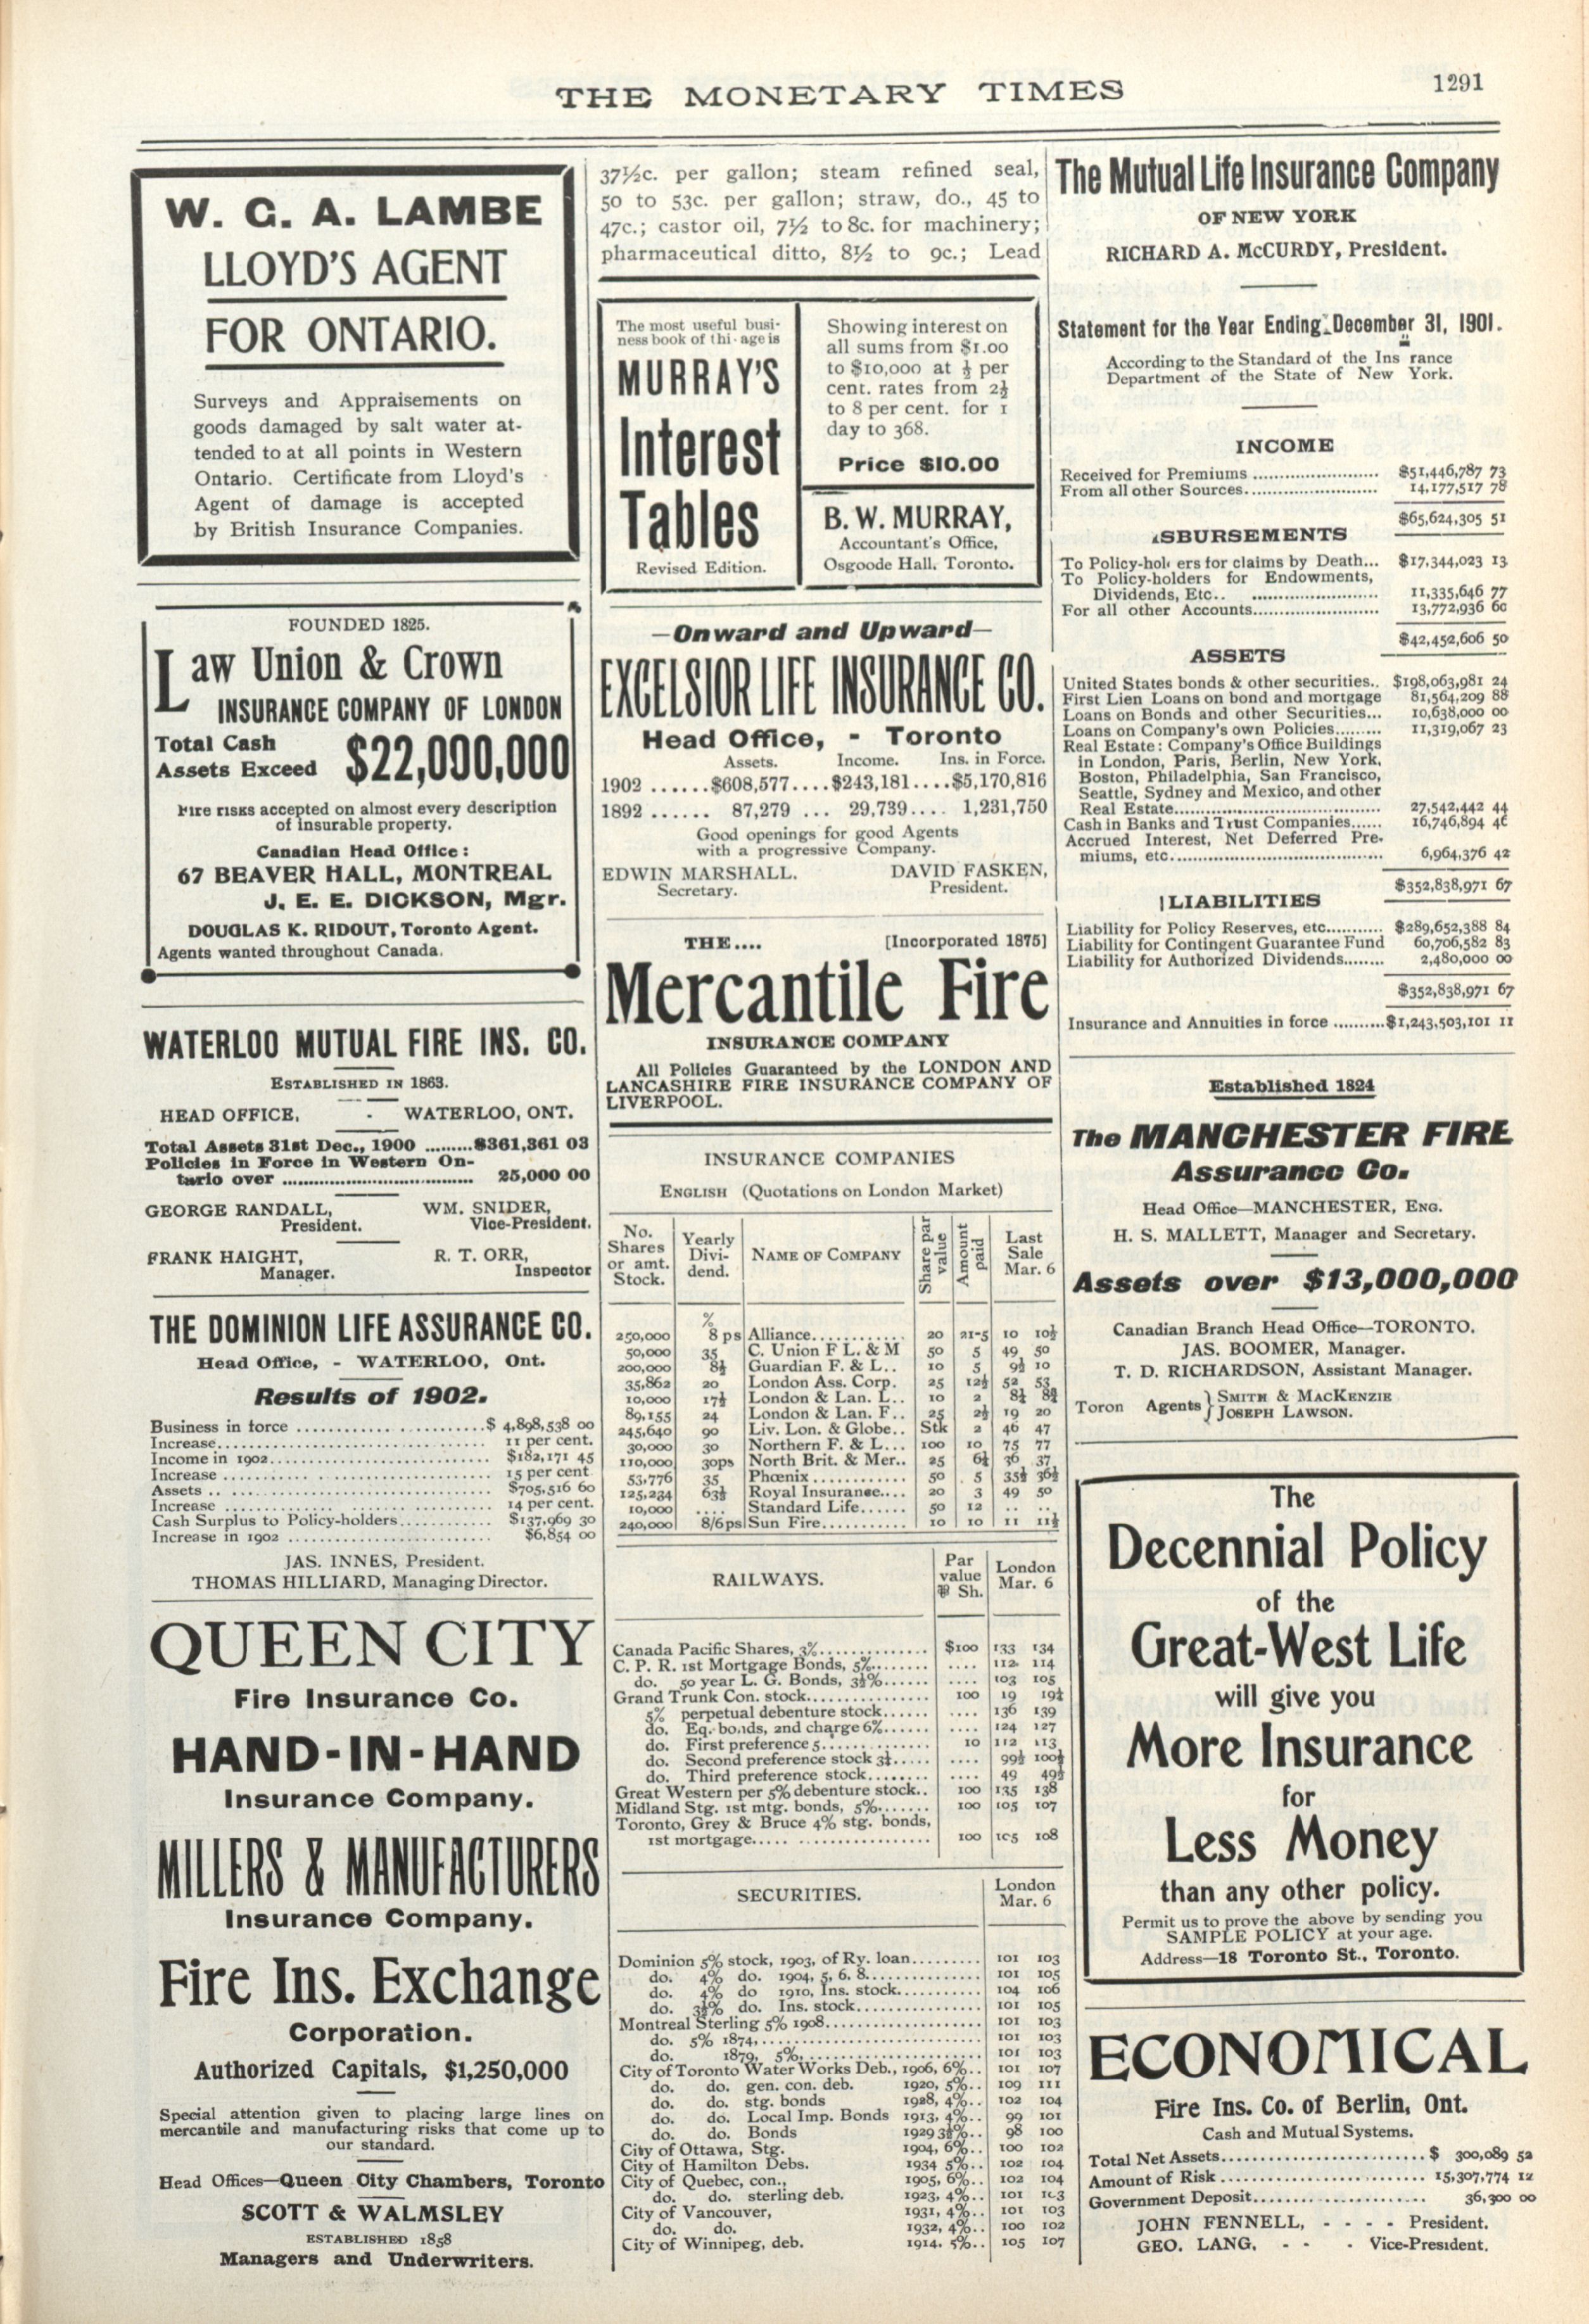 THE MONETARY TIMES
1291
W. G. A. LAMBE
LLOYD'S AGENT
FOR ONTARIO.
Surveys and Appraisements on
goods damaged by salt water at-
tended to at all points in Western
Ontario. Certificate from Lloyd's
Agent of damage is accepted
by British Insurance Companies.
FOUNDED 1825.
Law Union & Crown
INSURANCE COMPANY OF LONDON
Total Cash
Assets Exceed $22,000,000
Fire risks accepted on almost every description
of insurable property.
Canadian Head Office:
67 BEAVER HALL, MONTREAL
J. E. E. DICKSON, Mgr.
DOUGLAS K. RIDOUT, Toronto Agent.
Agents wanted throughout Canada.
WATERLOO MUTUAL FIRE INS. CO.
ESTABLISHED IN 1863.
HEAD OFFICE, - WATERLOO, ONT.
Total Assets 31st Dec., 1900 .........$361,361 03
Policies in Force in Western On-
tario over .................................. 25,000 00
GEORGE RANDALL, WM. SNIDER,
President. Vice-President.
FRANK HAIGHT, R. T. ORR,
Manager. Inspector
THE DOMINION LIFE ASSURANCE CO.
Head Office, - WATERLOO, Ont.
Results of 1902.
Business in force ..........................$ 4,898,538 00
Increase.................................... 11 per cent.
Income in 1902............................. $182,171 45
Increase ................................... 15 per cent
Assets .. .................................. $705,516 60
Increase ................................... 14 per cent.
Cash Surplus to Policy-holders............ $137,969 30
Increase in 1902 .......................... $6,854 00
JAS. INNES, President.
THOMAS HILLIARD, Managing Director.
QUEEN CITY
Fire Insurance Co.
HAND-IN-HAND
Insurance Company.
MILLERS & MANUFACTURERS
Insurance Company.
Fire Ins. Exchange
Corporation.
Authorized Capitals, $1,250,000
Special attention given to placing large lines on
mercantile and manufacturing risks that come up to
our standard.
Head Offices—Queen City Chambers, Toronto
SCOTT & WALMSLEY
ESTABLISHED 1858
Managers and Underwriters.
37½c. per gallon; steam refined seal,
50 to 53c. per gallon; straw, do., 45 to
47c.; castor oil, 7½ to 8c. for machinery;
pharmaceutical ditto, 8½ to 9c.; Lead
The most useful busi-
ness book of thi· age is
MURRAY'S
Interest
Tables
Revised Edition.
Showing interest on
all sums from $1.00
to $10,000 at ½ per
cent. rates from 2½
to 8 per cent. for 1
day to 368.
Price $10.00
B. W. MURRAY,
Accountant's Office,
Osgoode Hall, Toronto.
—Onward and Upward—
EXCELSIOR LIFE INSURANCE CO.
Head Office, - Toronto
Assets. Income. Ins. in Force.
1902 ......$608,577....$243,181....$5,170,816
1892 ...... 87,279 ... 29,739.... 1,231,750
Good openings for good Agents
with a progressive Company.
EDWIN MARSHALL, DAVID FASKEN,
Secretary. President.
THE.... [Incorporated 1875]
Mercantile Fire
INSURANCE COMPANY
All Policies Guaranteed by the LONDON AND
LANCASHIRE FIRE INSURANCE COMPANY OF
LIVERPOOL.
INSURANCE COMPANIES
ENGLISH (Quotations on London Market)
No. Shares or amt. Stock. Yearly Divi-dend. NAME OF COMPANY Share par value Amount paid Last Sale Mar. 6
%
250,000 8 ps Alliance............ 20 21-5 10 10½
50,000 35 C. Union F L. & M 50 5 49 50
200,000 8½ Guardian F. & L.. 10 5 9½ 10
35,862 20 London Ass. Corp. 25 12½ 52 53
10,000 17½ London & Lan. L.. 10 2
89,155 24 London & Lan. F.. 25 2½ 19 20
245,640 90 Liv. Lon. & Globe.. Stk 2 46 47
30,000 30 Northern F. & L... 100 10 75 77
110,000 30ps North Brit. & Mer.. 25 6¼ 36 37
53,776 35 Phœnix............ 50 5 35½ 36½
125,234 63½ Royal Insurance.... 20 3 49 50
10,000 .... Standard Life...... 50 12 .. ..
240,000 8/6ps Sun Fire........... 10 10 11 11½
RAILWAYS. Par value ⅌ Sh. London Mar. 6
Canada Pacific Shares, 3%.............. $100 133 134
C. P. R. 1st Mortgage Bonds, 5%........ .... 112 114
do. 50 year L. G. Bonds, 3½%...... .... 103 105
Grand Trunk Con. stock................ 100 19 19¼
5% perpetual debenture stock...... .... 136 139
do. Eq. bonds, 2nd charge 6%...... .... 124 127
do. First preference 5.............. 10 112 113
do. Second preference stock 3¼..... .... 99½ 100½
do. Third preference stock........ .... 49 49½
Great Western per 5% debenture stock.. 100 135 138
Midland Stg. 1st mtg. bonds, 5%....... 100 105 107
Toronto, Grey & Bruce 4% stg. bonds,
1st mortgage..... .................. 100 105 108
SECURITIES. London Mar. 6
Dominion 5% stock, 1903, of Ry. loan......... 101 103
do. 4% do. 1904, 5, 6, 8............... 101 105
do. 4% do 1910, Ins. stock........... 104 106
do. 3½% do. Ins. stock................ 101 105
Montreal Sterling 5% 1908.................... 101 103
do. 5% 1874,............................ 101 103
do. 1879, 5%,....................... 101 103
City of Toronto Water Works Deb., 1906, 6%.. 101 107
do. do. gen. con. deb. 1920, 5%.. 109 111
do. do. stg. bonds 1928, 4%.. 102 104
do. do. Local Imp. Bonds 1913, 4%.. 99 101
do. do. Bonds 1929 3½%.. 98 100
City of Ottawa, Stg. 1904, 6%.. 100 102
City of Hamilton Debs. 1934 5%.. 102 104
City of Quebec, con., 1905, 6%.. 102 104
do. do. sterling deb. 1923, 4%.. 101 103
City of Vancouver, 1931, 4%.. 101 103
do. do. 1932, 4%.. 100 102
City of Winnipeg, deb. 1914, 5%.. 105 107
The Mutual Life Insurance Company
OF NEW YORK
RICHARD A. McCURDY, President.
Statement for the Year Ending December 31, 1901.
According to the Standard of the Ins rance
Department of the State of New York.
INCOME
Received for Premiums ....................... $51,446,787 73
From all other Sources........................ 14,177,517 78
$65,624,305 51
SBURSEMENTS
To Policy-hol ers for claims by Death... $17,344,023 13
To Policy-holders for Endowments,
Dividends, Etc.. ....................... 11,335,646 77
For all other Accounts....................... 13,772,936 60
$42,452,606 50
ASSETS
United States bonds & other securities.. $198,063,981 24
First Lien Loans on bond and mortgage 81,564,209 88
Loans on Bonds and other Securities... 10,638,000 00
Loans on Company's own Policies......... 11,319,067 23
Real Estate: Company's Office Buildings
in London, Paris, Berlin, New York,
Boston, Philadelphia, San Francisco,
Seattle, Sydney and Mexico, and other
Real Estate...................................... 27,542,442 44
Cash in Banks and Trust Companies...... 16,746,894 46
Accrued Interest, Net Deferred Pre-
miums, etc....................................... 6,964,376 42
$352,838,971 67
LIABILITIES
Liability for Policy Reserves, etc........... $289,652,388 84
Liability for Contingent Guarantee Fund 60,706,582 83
Liability for Authorized Dividends........ 2,480,000 00
$352,838,971 67
Insurance and Annuities in force ..........$1,243,503,101 11
Established 1824
The MANCHESTER FIRE
Assurance Co.
Head Office—MANCHESTER, ENG.
H. S. MALLETT, Manager and Secretary.
Assets over $13,000,000
Canadian Branch Head Office—TORONTO.
JAS. BOOMER, Manager.
T. D. RICHARDSON, Assistant Manager.
Toron Agents } SMITH & MACKENZIE
JOSEPH LAWSON.
The
Decennial Policy
of the
Great-West Life
will give you
More Insurance
for
Less Money
than any other policy.
Permit us to prove the above by sending you
SAMPLE POLICY at your age.
Address—18 Toronto St., Toronto.
ECONOMICAL
Fire Ins. Co. of Berlin, Ont.
Cash and Mutual Systems.
Total Net Assets.............................$ 300,089 52
Amount of Risk ............................. 15,307,774 12
Government Deposit........................ 36,300 00
JOHN FENNELL, - - - - President.
GEO. LANG, - - - Vice-President.